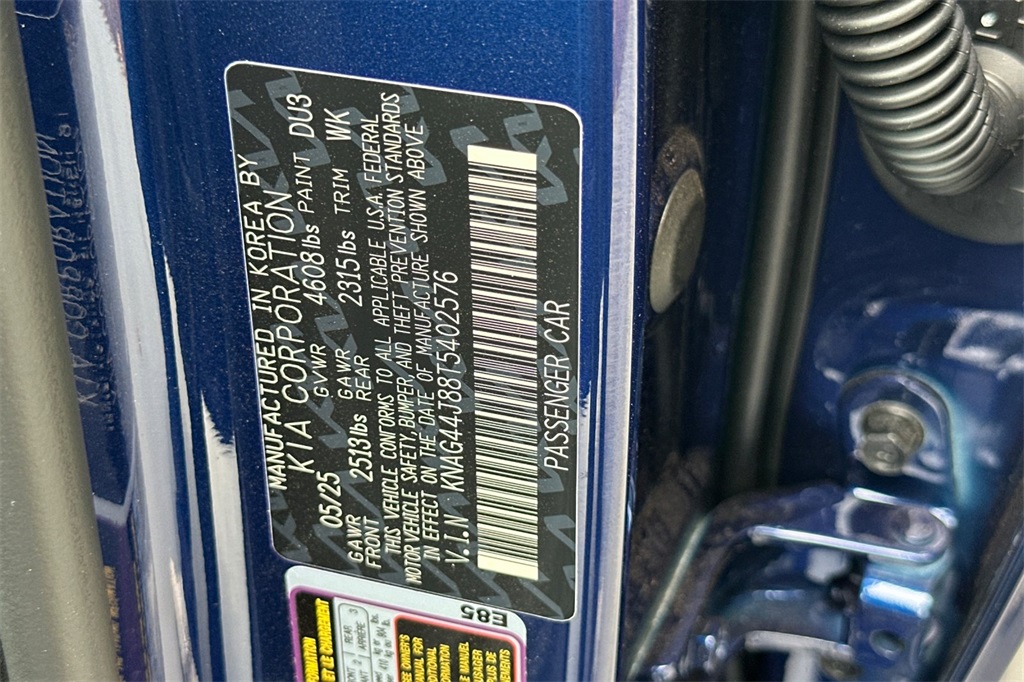 MANUFACTURED IN KOREA BY
KIA CORPORATION
05/25 GVWR 4608lbs PAINT DU3
GAWR FRONT 2513lbs GAWR REAR 2315lbs TRIM WK
THIS VEHICLE CONFORMS TO ALL APPLICABLE U.S.A. FEDERAL
MOTOR VEHICLE SAFETY, BUMPER, AND THEFT PREVENTION STANDARDS
IN EFFECT ON THE DATE OF MANUFACTURE SHOWN ABOVE
V.I.N KNAG44J88T5402576
PASSENGER CAR
E85